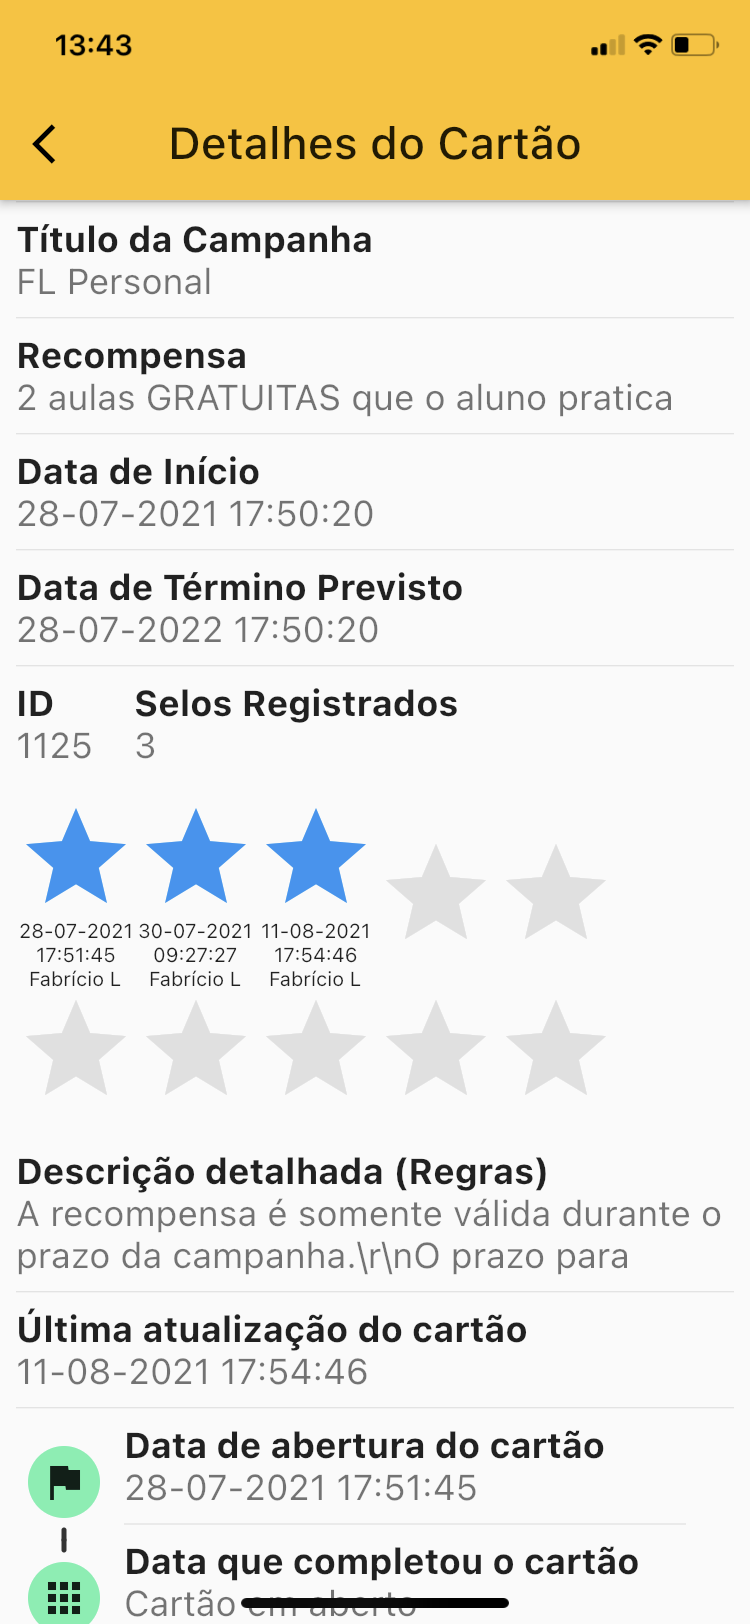 13:43
Detalhes do Cartão
Título da Campanha
FL Personal
Recompensa
2 aulas GRATUITAS que o aluno pratica
Data de Início
28-07-2021 17:50:20
Data de Término Previsto
28-07-2022 17:50:20
ID Selos Registrados
1125 3
28-07-2021 30-07-2021 11-08-2021
17:51:45 09:27:27 17:54:46
Fabrício L Fabrício L Fabrício L
Descrição detalhada (Regras)
A recompensa é somente válida durante o
prazo da campanha.\r\nO prazo para
Última atualização do cartão
11-08-2021 17:54:46
Data de abertura do cartão
28-07-2021 17:51:45
Data que completou o cartão
Cartão em aberto